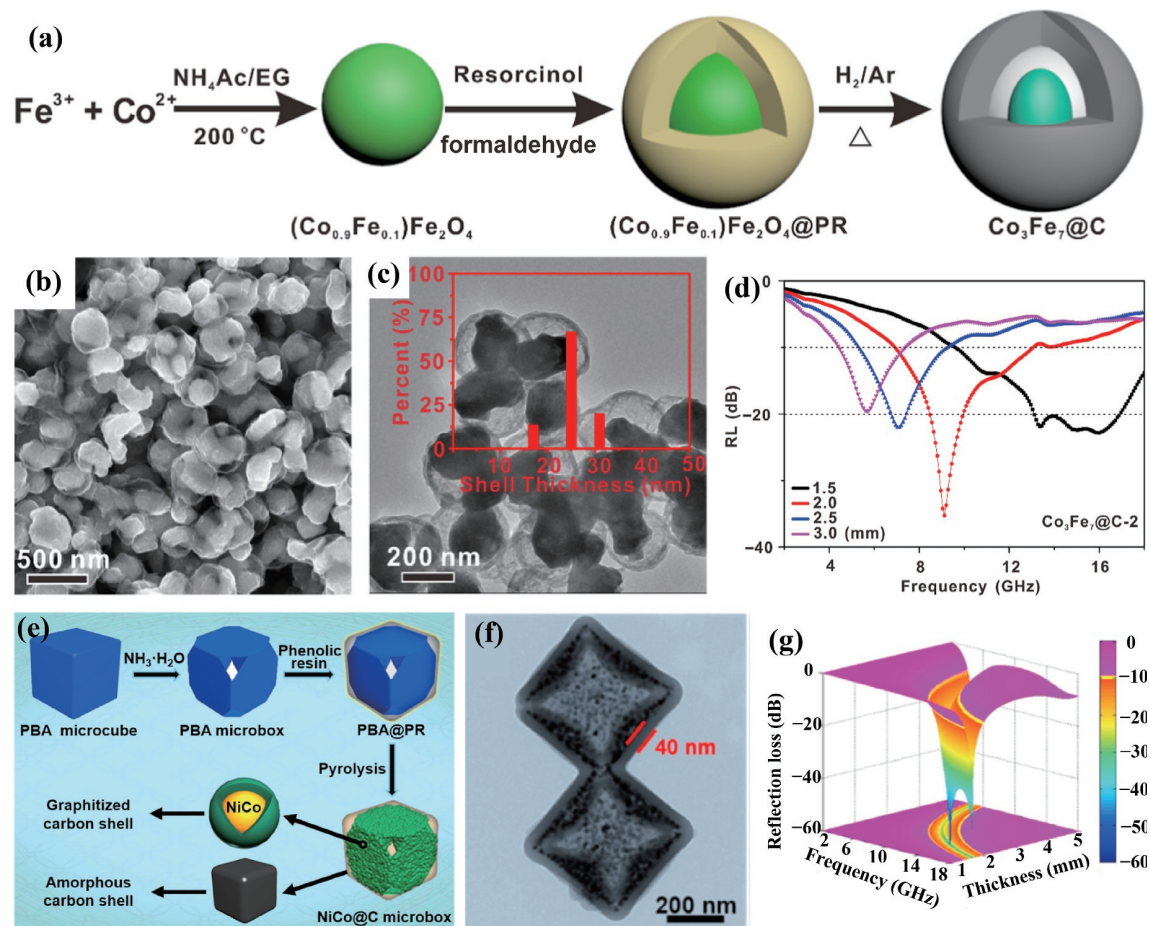 (a)
Fe³⁺ + Co²⁺
NH₄Ac/EG
200 °C
Resorcinol
formaldehyde
H₂/Ar
△
(Co₀.₉Fe₀.₁)Fe₂O₄
(Co₀.₉Fe₀.₁)Fe₂O₄@PR
Co₃Fe₇@C
(b)
500 nm
(c)
100
75
50
25
0
Percent (%)
10 20 30 40 50
Shell Thickness (nm)
200 nm
(d)
0
−10
−20
−40
RL (dB)
1.5
2.0
2.5
3.0 (mm)
Co₃Fe₇@C-2
4 8 12 16
Frequency (GHz)
(e)
PBA microcube
NH₃·H₂O
PBA microbox
Phenolic
resin
PBA@PR
Pyrolysis
Graphitized
carbon shell
NiCo
Amorphous
carbon shell
NiCo@C microbox
(f)
40 nm
200 nm
(g)
0
−20
−40
−60
Reflection loss (dB)
2 6 10 14 18
Frequency (GHz)
1 2 3 4 5
Thickness (mm)
0
−10
−20
−30
−40
−50
−60